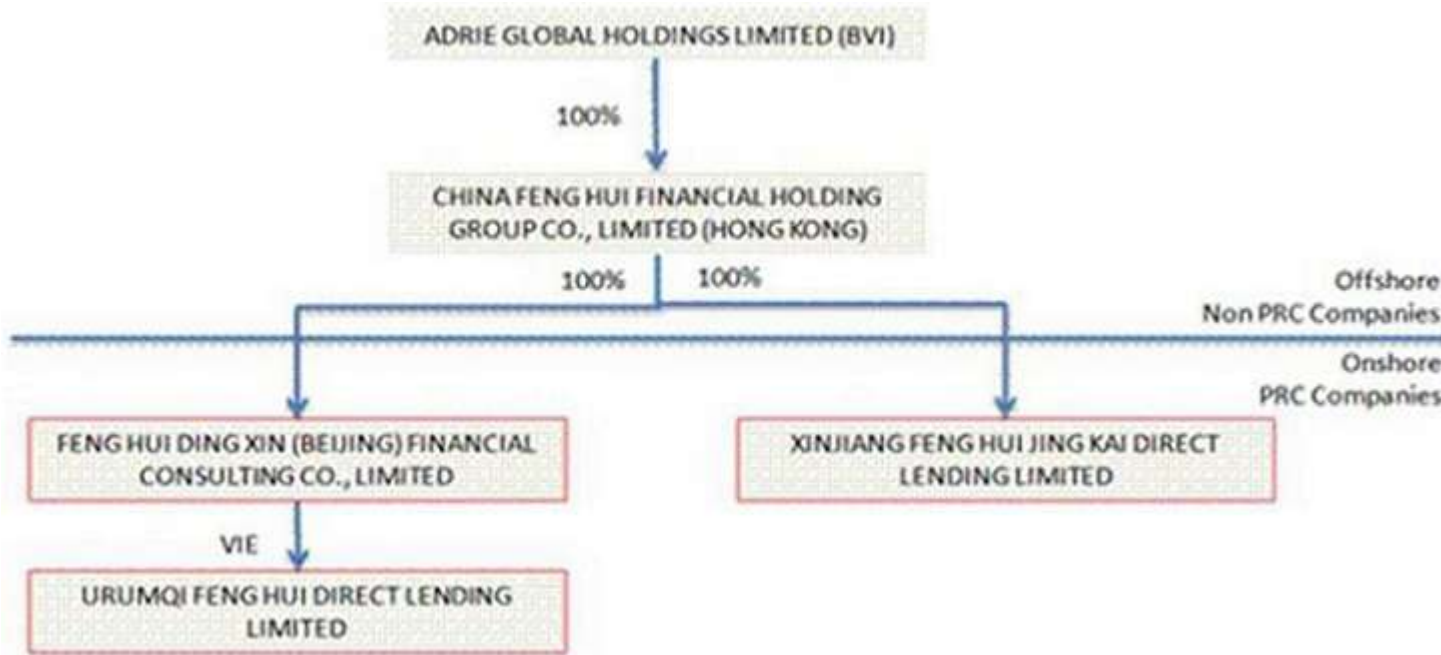 ADRIE GLOBAL HOLDINGS LIMITED (BVI)
100%
CHINA FENG HUI FINANCIAL HOLDING
GROUP CO., LIMITED (HONG KONG)
100%
100%
Offshore
Non PRC Companies
Onshore
PRC Companies
FENG HUI DING XIN (BEIJING) FINANCIAL
CONSULTING CO., LIMITED
XINJIANG FENG HUI JING KAI DIRECT
LENDING LIMITED
VIE
URUMQI FENG HUI DIRECT LENDING
LIMITED